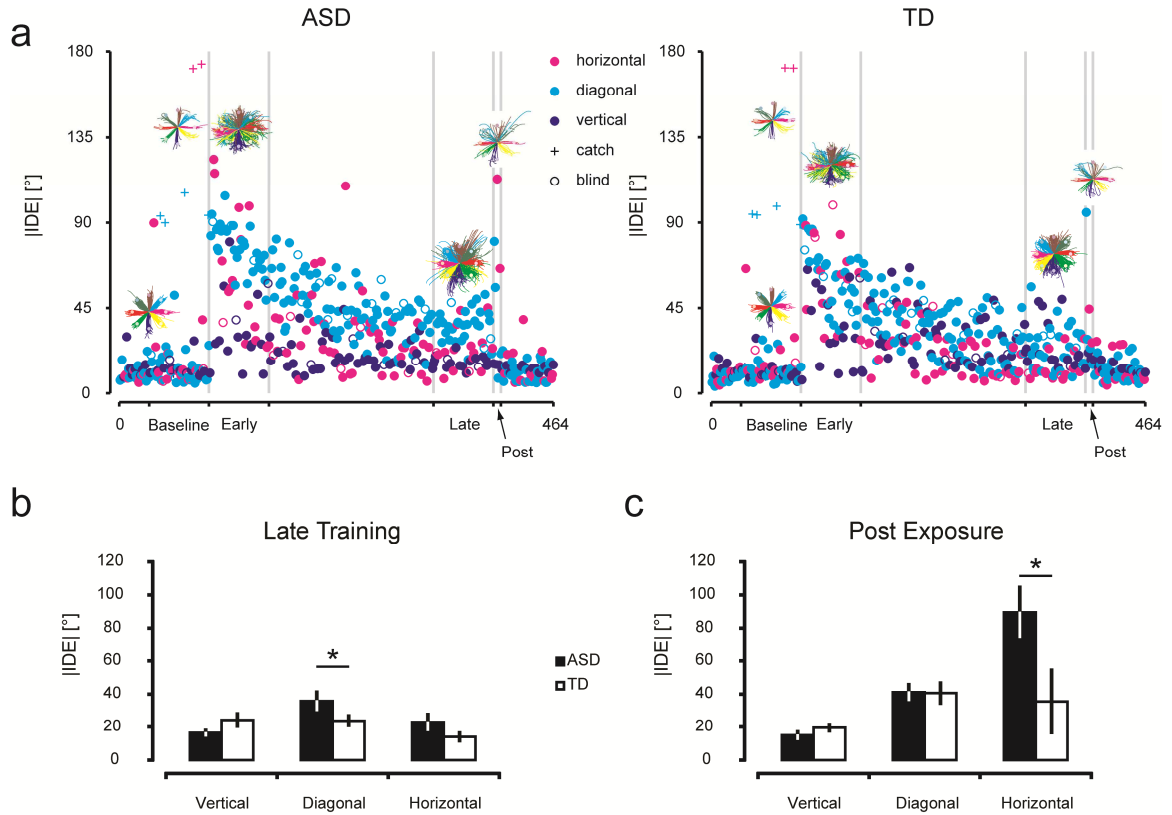 a
ASD
TD
180
135
90
45
0
|IDE| [°]
horizontal
diagonal
vertical
catch
blind
0
Baseline
Early
Late
464
Post
180
135
90
45
0
|IDE| [°]
0
Baseline
Early
Late
464
Post
b
Late Training
120
100
80
60
40
20
0
|IDE| [°]
*
Vertical
Diagonal
Horizontal
ASD
TD
c
Post Exposure
120
100
80
60
40
20
0
|IDE| [°]
*
Vertical
Diagonal
Horizontal